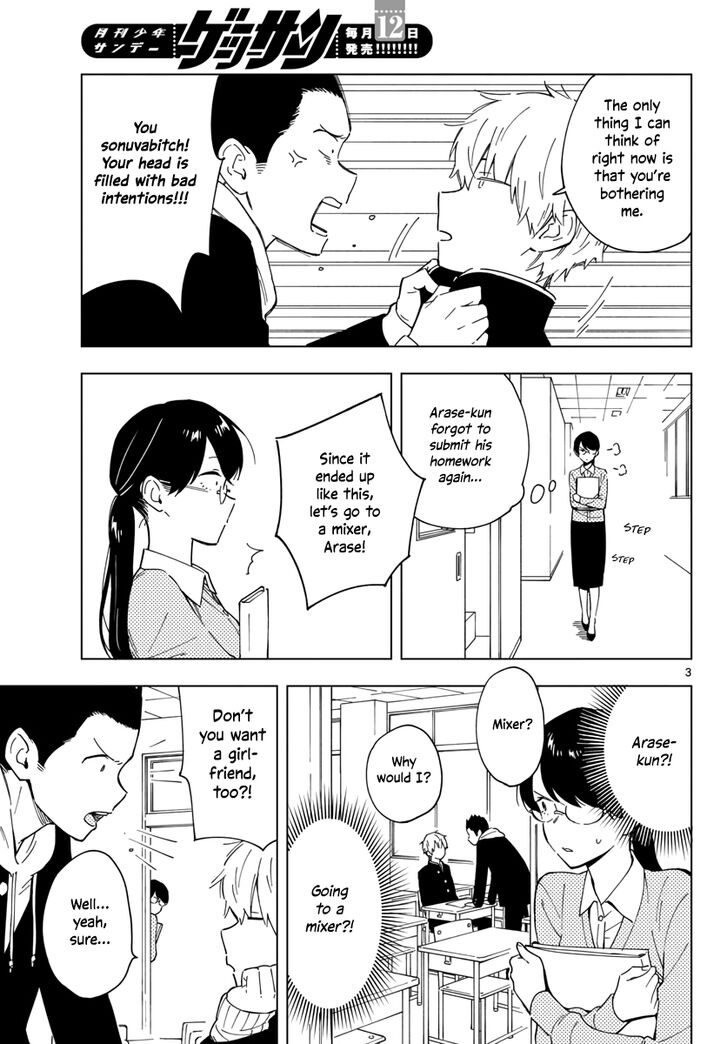 月刊少年
サンデー
ゲッサン
毎月12日
発売!!!!!!!!!
The only
thing I can
think of
right now is
that you're
bothering
me.
You
sonuvabitch!
Your head is
filled with bad
intentions!!!
Arase-kun
forgot to
submit his
homework
again...
STEP
STEP
Since it
ended up
like this,
let's go to
a mixer,
Arase!
3
Arase-
kun?!
Mixer?
Why
would I?
Going
to a
mixer?!
Don't
you want
a girl-
friend,
too?!
Well...
yeah,
sure...